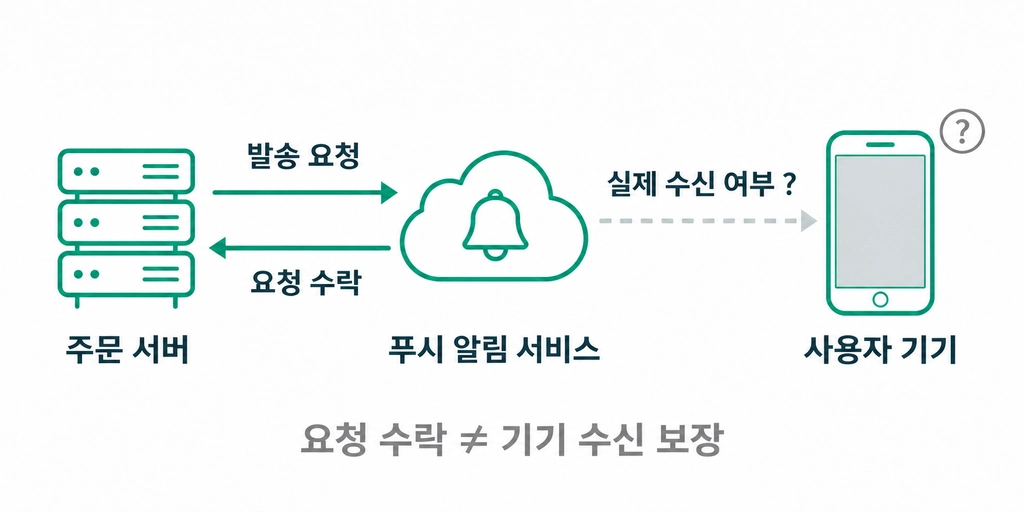 발송 요청
실제 수신 여부 ?
?
요청 수락
주문 서버
푸시 알림 서비스
사용자 기기
요청 수락 ≠ 기기 수신 보장